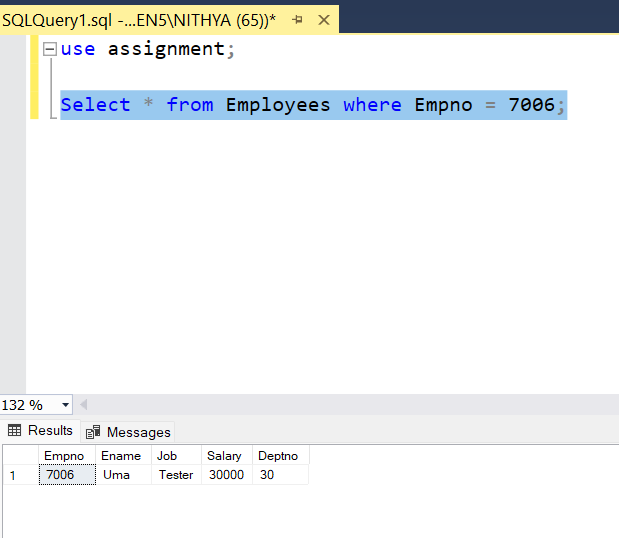 SQLQuery1.sql -...EN5\NITHYA (65))*
use assignment;
Select * from Employees where Empno = 7006;
132 %
Results Messages
Empno Ename Job Salary Deptno
1 7006 Uma Tester 30000 30